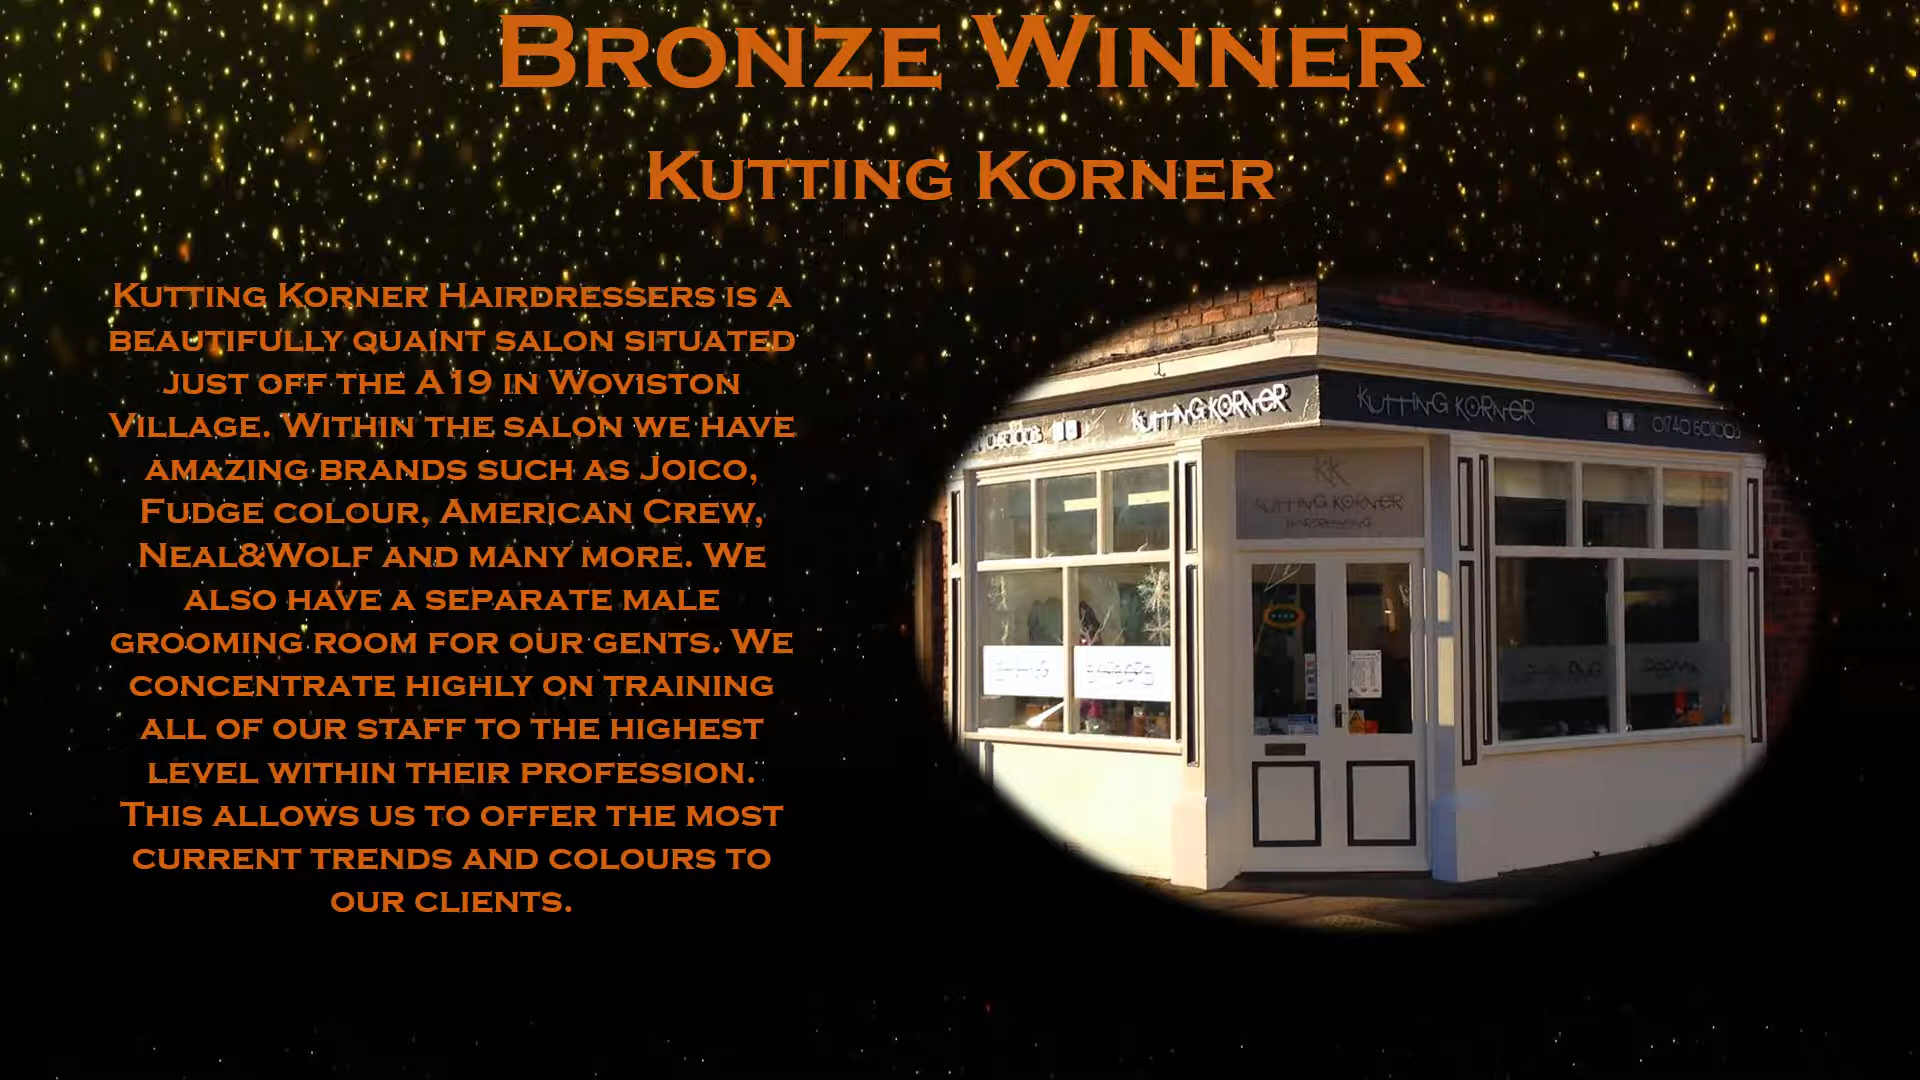 Bronze Winner
Kutting Korner
Kutting Korner Hairdressers is a
beautifully quaint salon situated
just off the A19 in Woviston
Village. Within the salon we have
amazing brands such as Joico,
Fudge colour, American Crew,
Neal&Wolf and many more. We
also have a separate male
grooming room for our gents. We
concentrate highly on training
all of our staff to the highest
level within their profession.
This allows us to offer the most
current trends and colours to
our clients.
KUTTING KORNER
KUTTING KORNER
KK
KUTTING KORNER
HAIRDRESSING